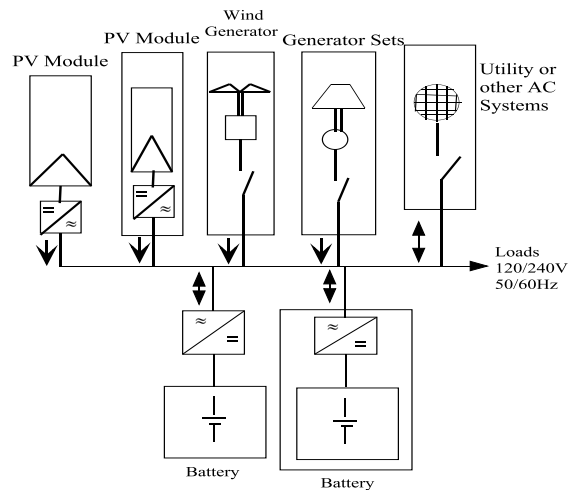 PV Module
PV Module
Wind
Generator
Generator Sets
Utility or
other AC
Systems
Loads
120/240V
50/60Hz
Battery
Battery